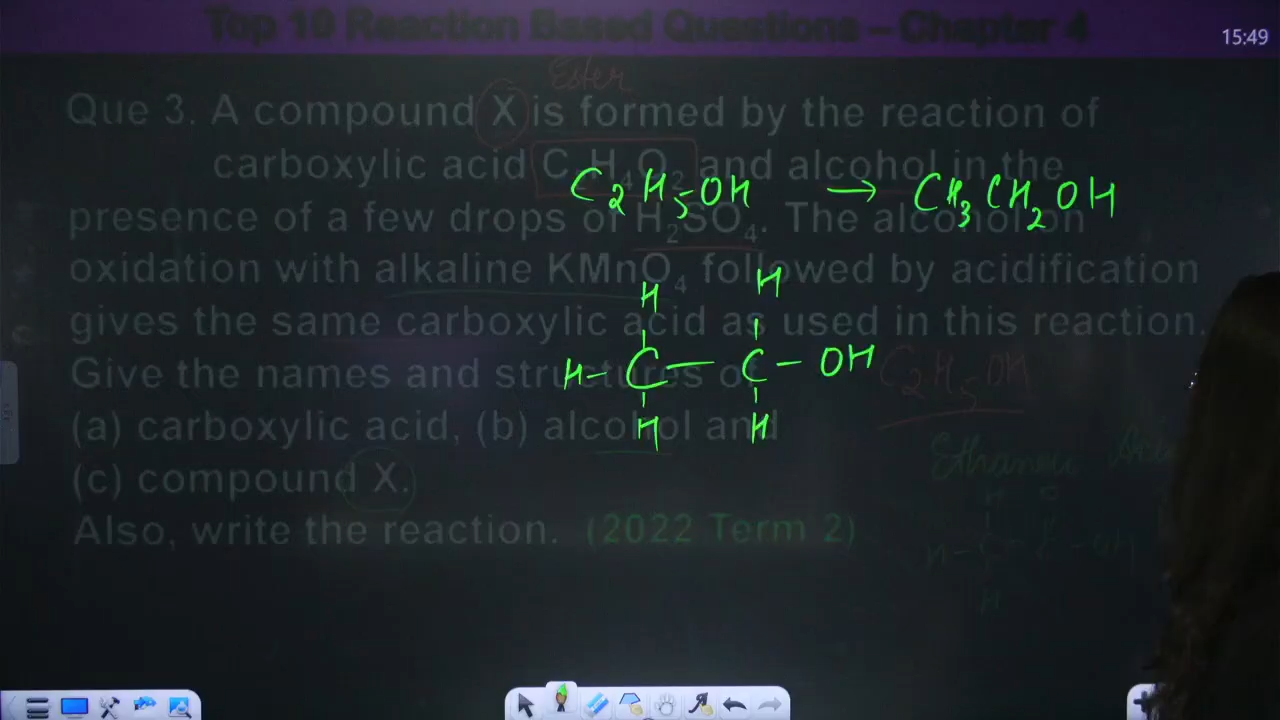 Top 10 Reaction Based Questions – Chapter 4
15:49
Ester
Que 3. A compound X is formed by the reaction of
carboxylic acid C2H4O2 and alcohol in the
C2H5OH → CH3CH2OH
presence of a few drops of H2SO4. The alcohol on
oxidation with alkaline KMnO4 followed by acidification
gives the same carboxylic acid as used in this reaction.
Give the names and structures of
C2H5OH
(a) carboxylic acid, (b) alcohol and
(c) compound X.
Also, write the reaction. (2022 Term 2)
H H
H – C – C – OH
H H